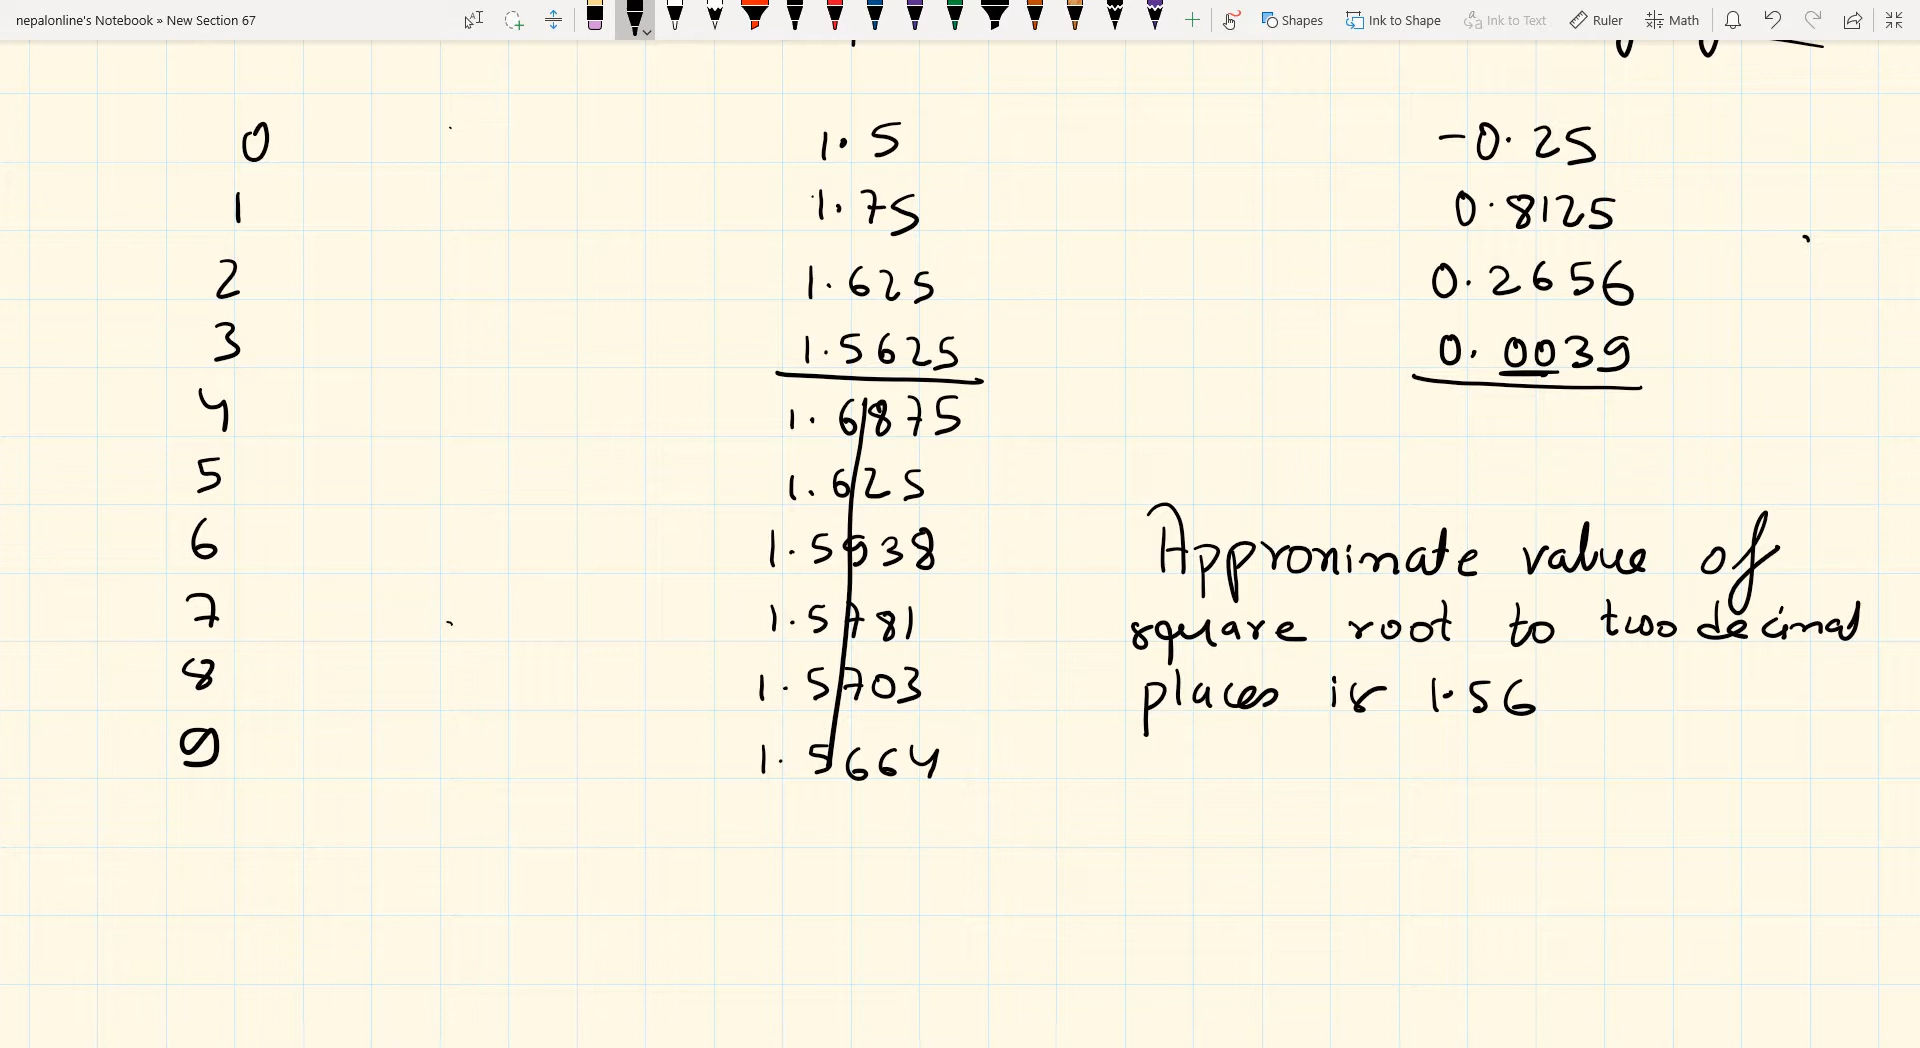 nepalonline's Notebook » New Section 67
Shapes
Ink to Shape
Ink to Text
Ruler
Math
0 1.5 -0.25
1 1.75 0.8125
2 1.625 0.2656
3 1.5625 0.0039
4 1.6875
5 1.625
6 1.5938
7 1.5781
8 1.5703
9 1.5664
Approximate value of
square root to two decimal
places is 1.56